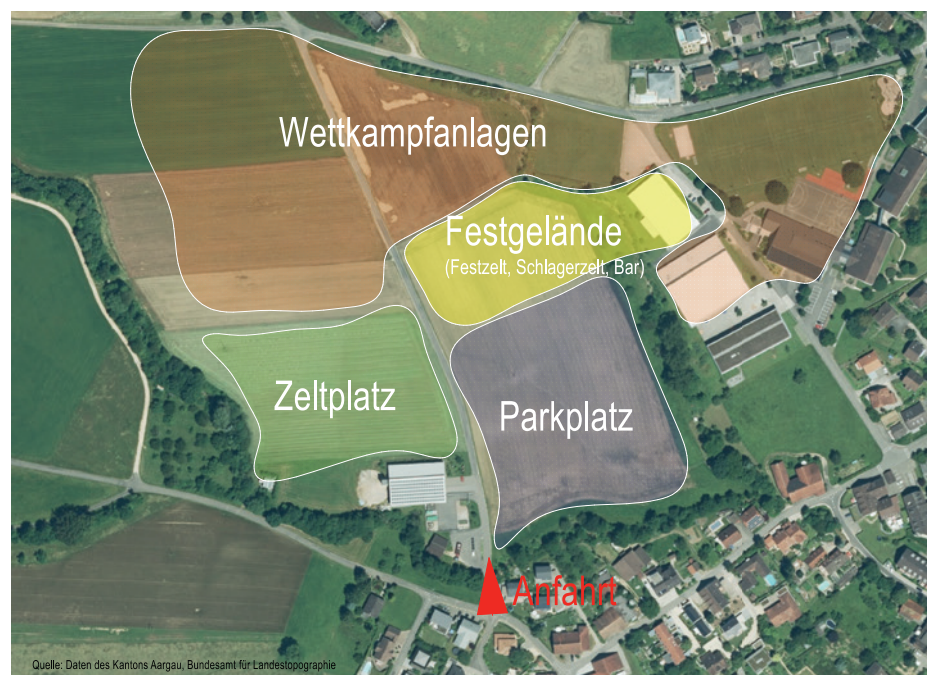 Wettkampfanlagen
Festgelände
(Festzelt, Schlagerzelt, Bar)
Zeltplatz
Parkplatz
Anfahrt
Quelle: Daten des Kantons Aargau, Bundesamt für Landestopographie